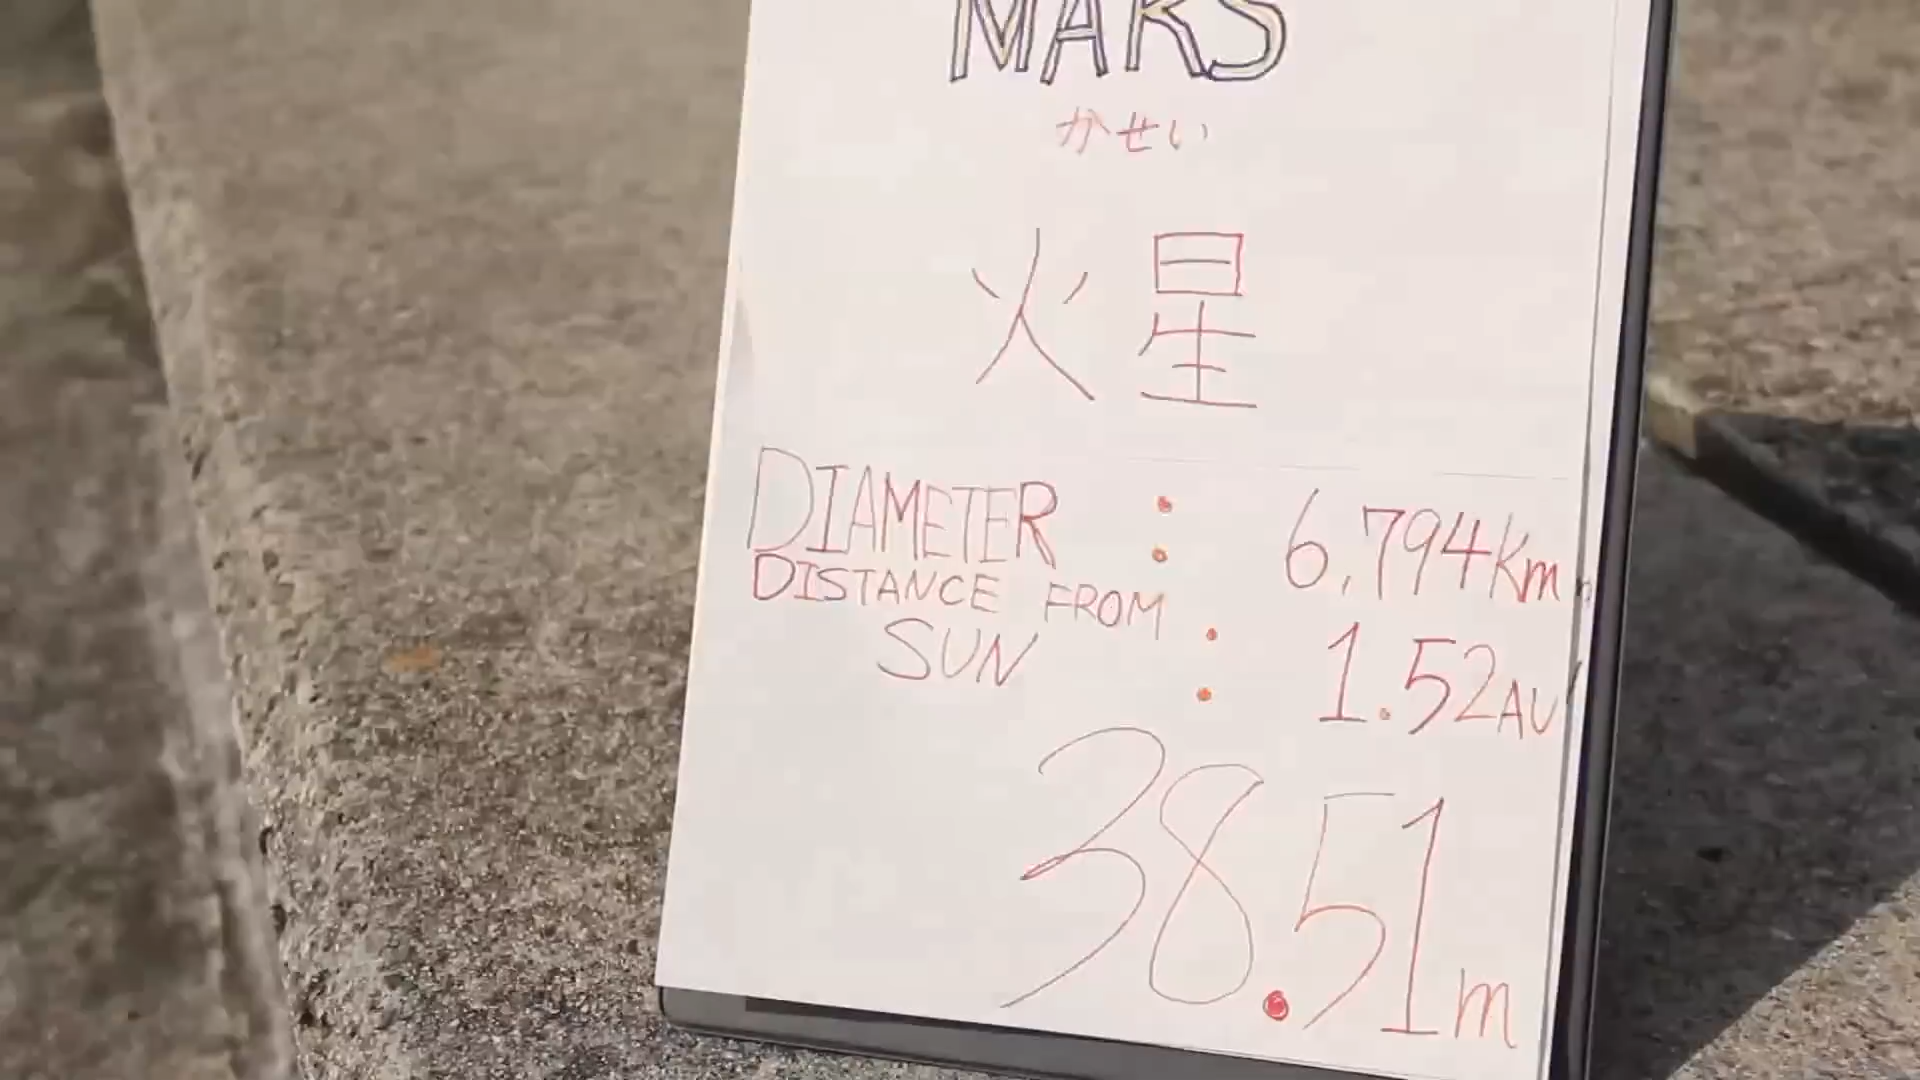 MARS
かせい
火星
DIAMETER : 6,794Km
DISTANCE FROM
SUN : 1.52AU
38.51m